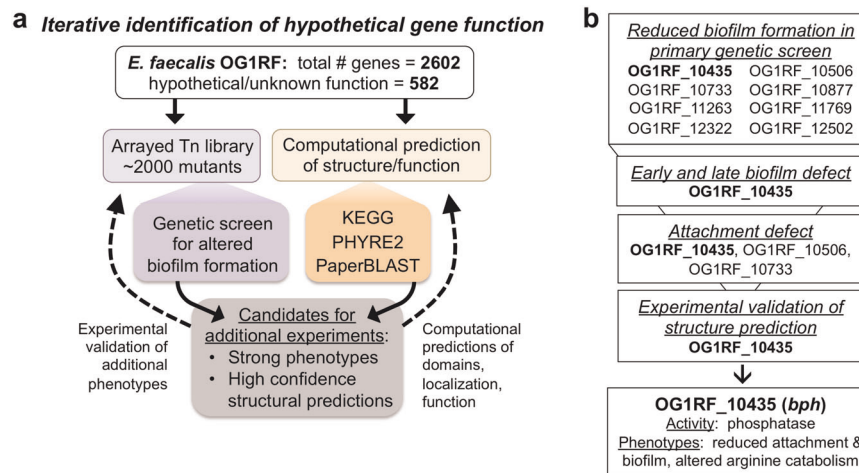 a Iterative identification of hypothetical gene function
E. faecalis OG1RF: total # genes = 2602
hypothetical/unknown function = 582
Arrayed Tn library
~2000 mutants
Computational prediction
of structure/function
Genetic screen
for altered
biofilm formation
KEGG
PHYRE2
PaperBLAST
Experimental
validation of
additional
phenotypes
Candidates for
additional experiments:
• Strong phenotypes
• High confidence
structural predictions
Computational
predictions of
domains,
localization,
function
b
Reduced biofilm formation in
primary genetic screen
OG1RF_10435 OG1RF_10506
OG1RF_10733 OG1RF_10877
OG1RF_11263 OG1RF_11769
OG1RF_12322 OG1RF_12502
Early and late biofilm defect
OG1RF_10435
Attachment defect
OG1RF_10435, OG1RF_10506,
OG1RF_10733
Experimental validation of
structure prediction
OG1RF_10435
OG1RF_10435 (bph)
Activity: phosphatase
Phenotypes: reduced attachment &
biofilm, altered arginine catabolism